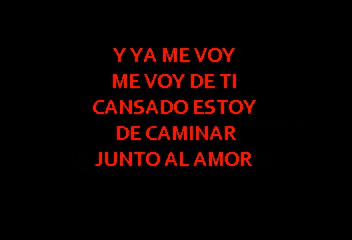 Y YA ME VOY
ME VOY DE TI
CANSADO ESTOY
DE CAMINAR
JUNTO AL AMOR